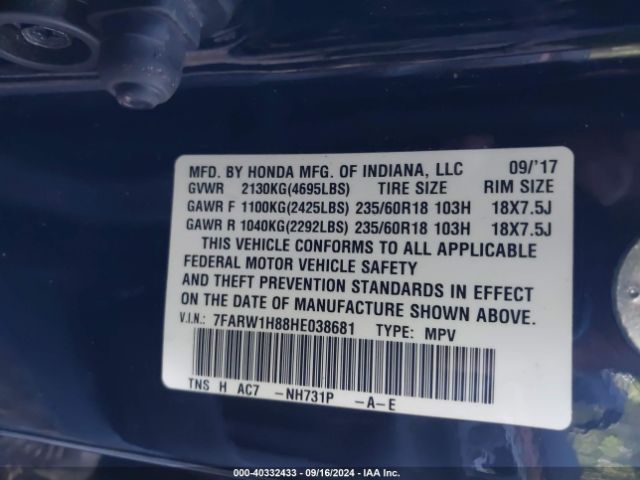 MFD. BY HONDA MFG. OF INDIANA, LLC 09/'17
GVWR 2130KG(4695LBS) TIRE SIZE RIM SIZE
GAWR F 1100KG(2425LBS) 235/60R18 103H 18X7.5J
GAWR R 1040KG(2292LBS) 235/60R18 103H 18X7.5J
THIS VEHICLE CONFORMS TO ALL APPLICABLE
FEDERAL MOTOR VEHICLE SAFETY
AND THEFT PREVENTION STANDARDS IN EFFECT
ON THE DATE OF MANUFACTURE SHOWN ABOVE.
V.I.N.: 7FARW1H88HE038681 TYPE: MPV
TNS H AC7 -NH731P -A-E
000-40332433 - 09/16/2024 - IAA Inc.